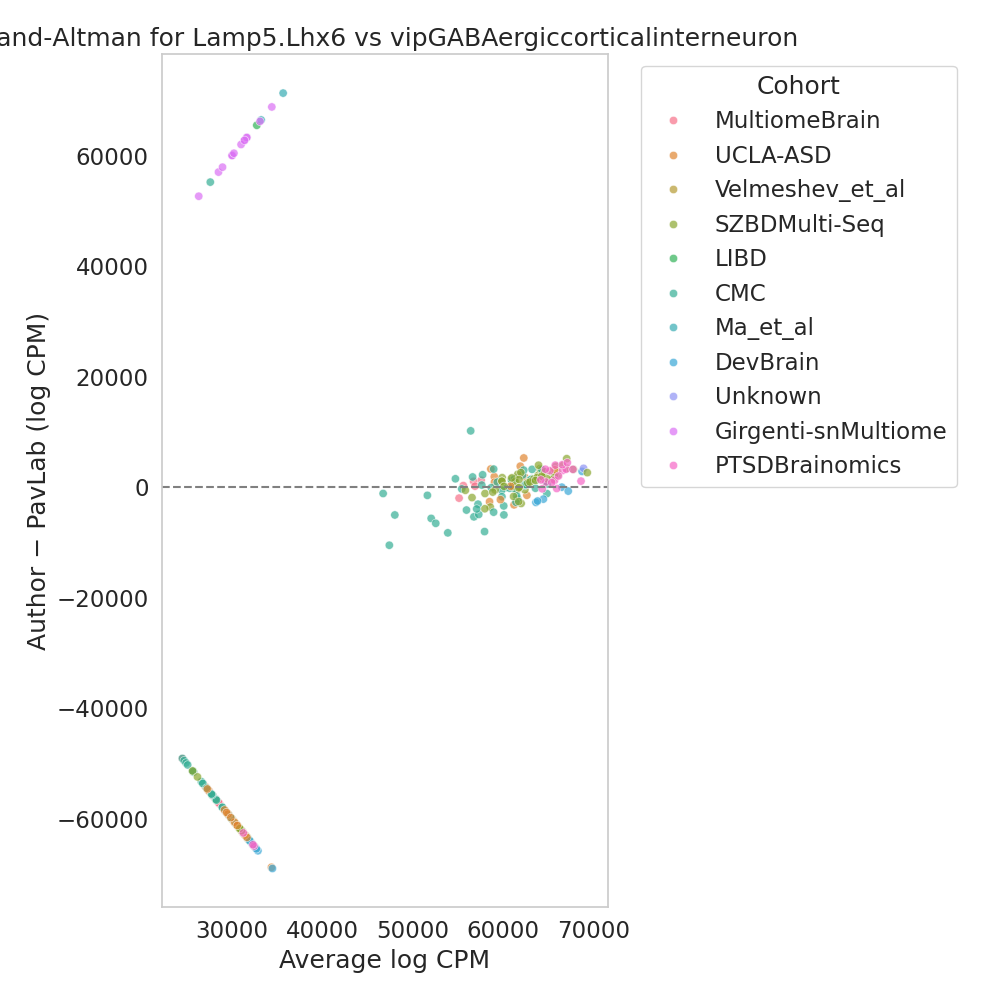 and-Altman for Lamp5.Lhx6 vs vipGABAergiccorticalinterneuron
Cohort
MultiomeBrain
UCLA-ASD
Velmeshev_et_al
SZBDMulti-Seq
LIBD
CMC
Ma_et_al
DevBrain
Unknown
Girgenti-snMultiome
PTSDBrainomics
Author − PavLab (log CPM)
60000
40000
20000
0
−20000
−40000
−60000
30000 40000 50000 60000 70000
Average log CPM